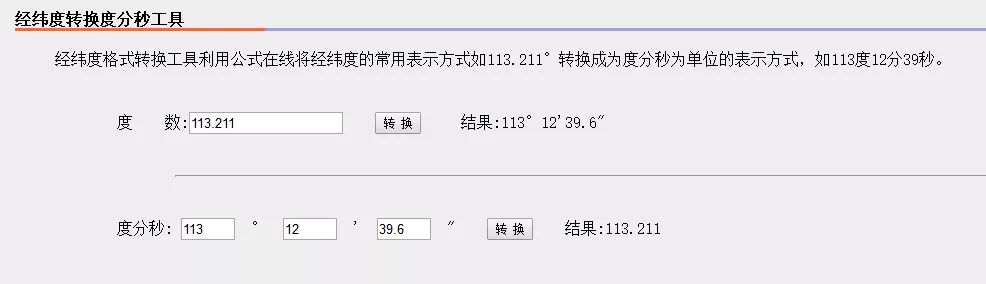 经纬度转换度分秒工具
经纬度格式转换工具利用公式在线将经纬度的常用表示方式如113.211°转换成为度分秒为单位的表示方式，如113度12分39秒。
度 数:113.211 转 换 结果:113°12'39.6"
度分秒: 113 ° 12 ' 39.6 " 转 换 结果:113.211